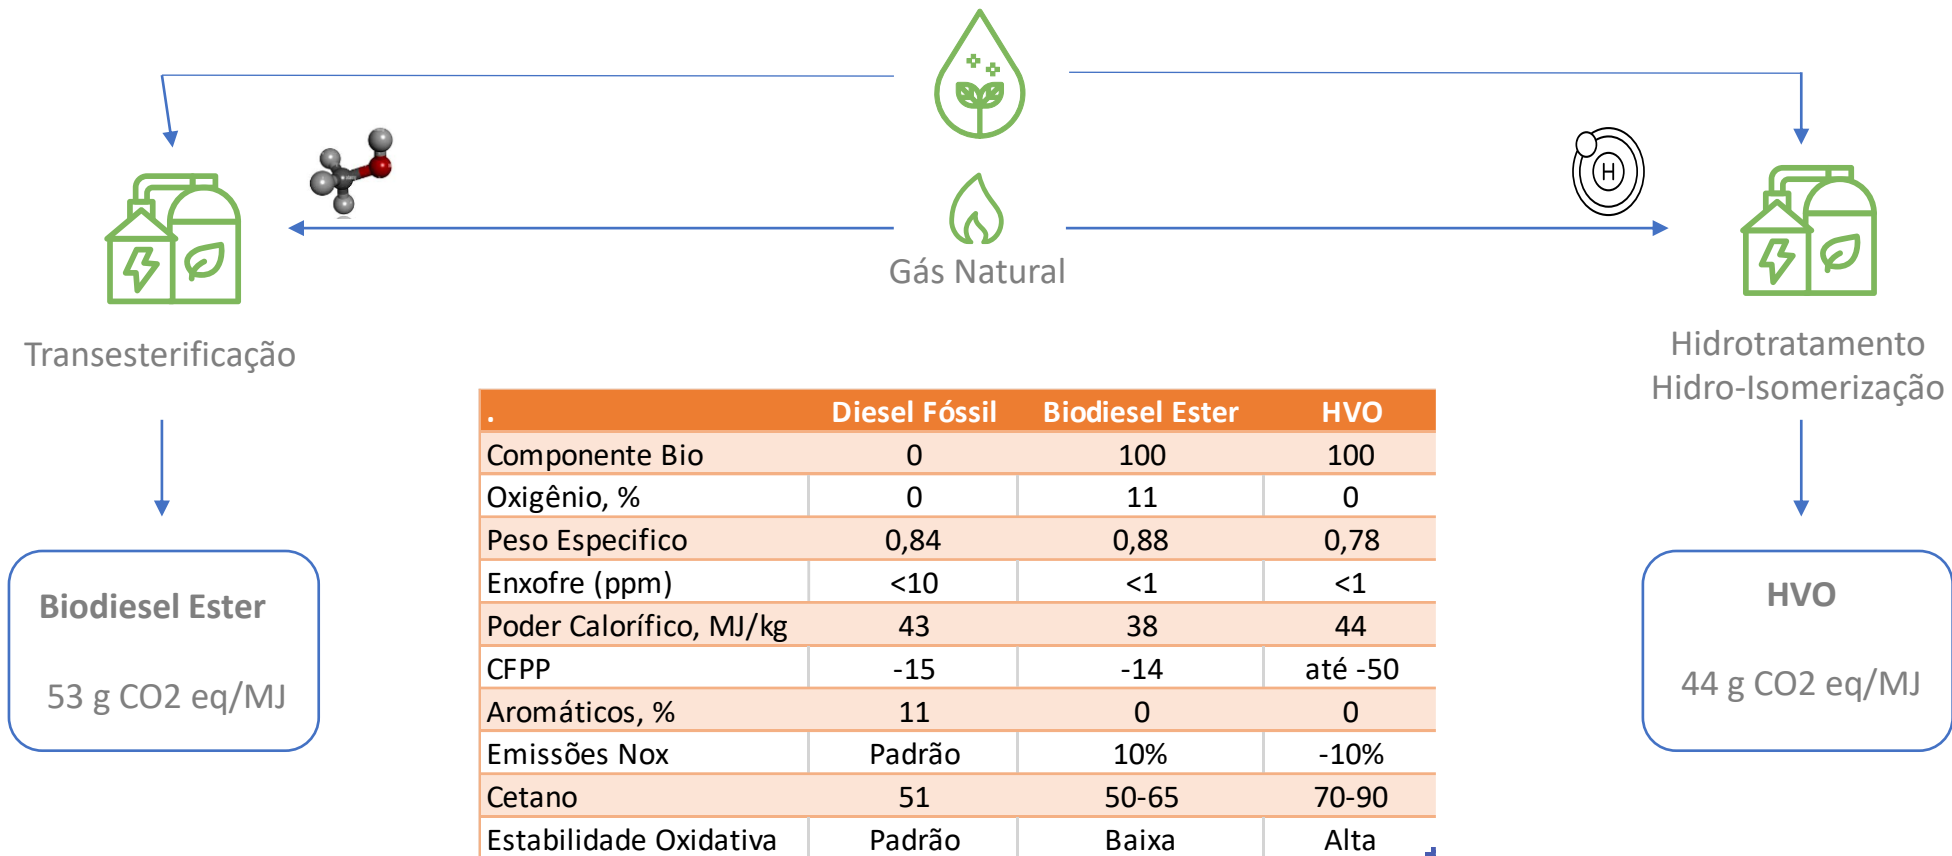 H
Gás Natural
Transesterificação
Hidrotratamento
Hidro-Isomerização
. Diesel Fóssil Biodiesel Ester HVO
Componente Bio 0 100 100
Oxigênio, % 0 11 0
Peso Especifico 0,84 0,88 0,78
Enxofre (ppm) <10 <1 <1
Poder Calorífico, MJ/kg 43 38 44
CFPP -15 -14 até -50
Aromáticos, % 11 0 0
Emissões Nox Padrão 10% -10%
Cetano 51 50-65 70-90
Estabilidade Oxidativa Padrão Baixa Alta
Biodiesel Ester
53 g CO2 eq/MJ
HVO
44 g CO2 eq/MJ